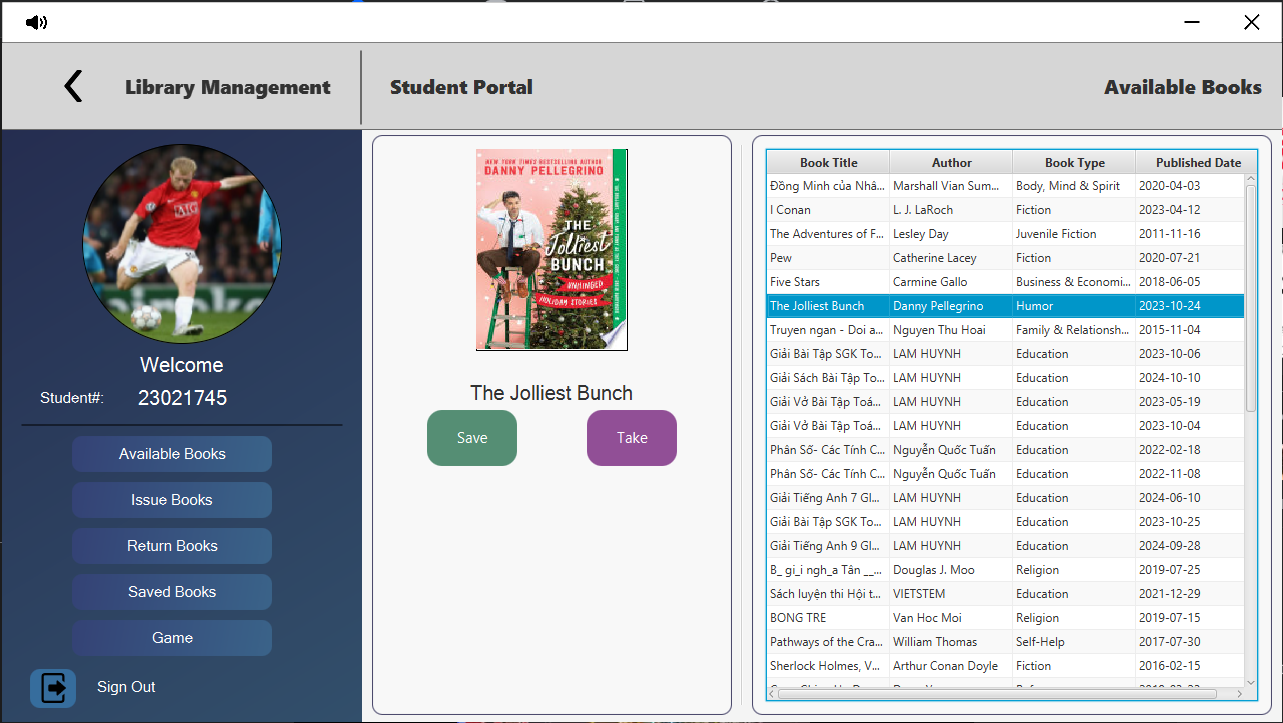 Library Management
Student Portal
Available Books
AIG
Welcome
Student#: 23021745
Available Books
Issue Books
Return Books
Saved Books
Game
Sign Out
NEW YORK TIMES BESTSELLING AUTHOR
DANNY PELLEGRINO
THE
Jolliest
BUNCH
UNHINGED
HOLIDAY STORIES
The Jolliest Bunch
Save Take
Book Title Author Book Type Published Date
Đồng Minh của Nhâ... Marshall Vian Sum... Body, Mind & Spirit 2020-04-03
I Conan L. J. LaRoch Fiction 2023-04-12
The Adventures of F... Lesley Day Juvenile Fiction 2011-11-16
Pew Catherine Lacey Fiction 2020-07-21
Five Stars Carmine Gallo Business & Economi... 2018-06-05
The Jolliest Bunch Danny Pellegrino Humor 2023-10-24
Truyen ngan - Doi a... Nguyen Thu Hoai Family & Relationsh... 2015-11-04
Giải Bài Tập SGK To... LAM HUYNH Education 2023-10-06
Giải Sách Bài Tập To... LAM HUYNH Education 2024-10-10
Giải Vở Bài Tập Toá... LAM HUYNH Education 2023-05-19
Giải Vở Bài Tập Toá... LAM HUYNH Education 2023-10-04
Phân Số- Các Tính C... Nguyễn Quốc Tuấn Education 2022-02-18
Phân Số- Các Tính C... Nguyễn Quốc Tuấn Education 2022-11-08
Giải Tiếng Anh 7 Gl... LAM HUYNH Education 2024-06-10
Giải Bài Tập SGK To... LAM HUYNH Education 2023-10-25
Giải Tiếng Anh 9 Gl... LAM HUYNH Education 2024-09-28
B_ gi_i ngh_a Tân __... Douglas J. Moo Religion 2019-07-25
Sách luyện thi Hội t... VIETSTEM Education 2021-12-29
BONG TRE Van Hoc Moi Religion 2019-07-15
Pathways of the Cra... William Thomas Self-Help 2017-07-30
Sherlock Holmes, V... Arthur Conan Doyle Fiction 2016-02-15